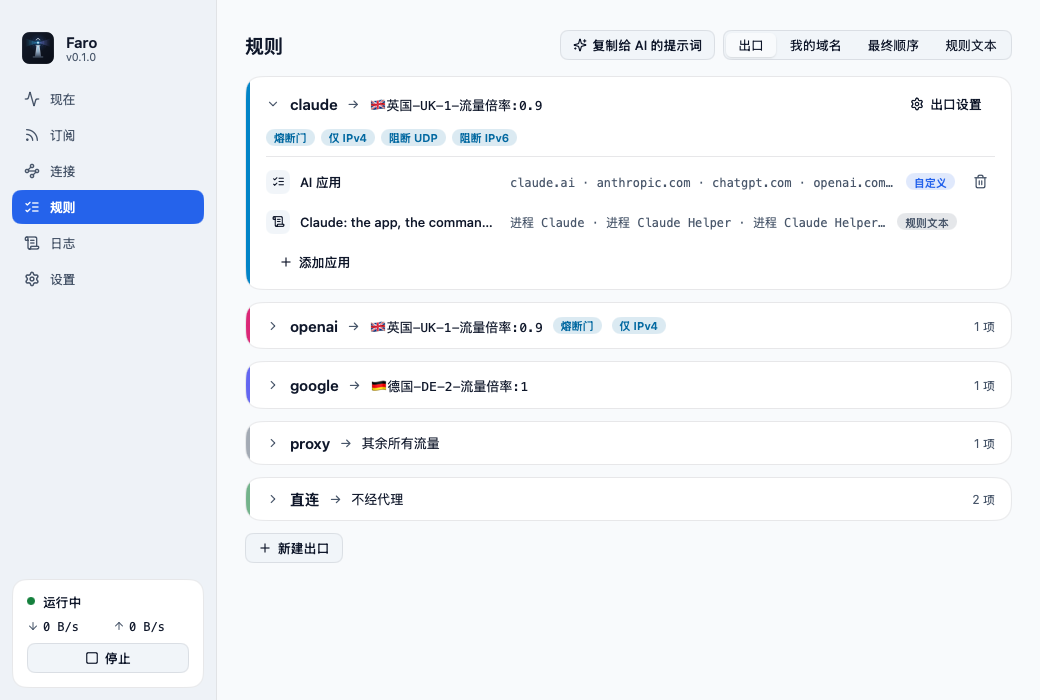 Faro
v0.1.0
现在
订阅
连接
规则
日志
设置
运行中
↓ 0 B/s ↑ 0 B/s
停止
规则
复制给 AI 的提示词 出口 我的域名 最终顺序 规则文本
claude → 🇬🇧英国-UK-1-流量倍率:0.9 出口设置
熔断门 仅 IPv4 阻断 UDP 阻断 IPv6
AI 应用 claude.ai · anthropic.com · chatgpt.com · openai.com… 自定义
Claude: the app, the comman... 进程 Claude · 进程 Claude Helper · 进程 Claude Helper… 规则文本
+ 添加应用
openai → 🇬🇧英国-UK-1-流量倍率:0.9 熔断门 仅 IPv4 1 项
google → 🇩🇪德国-DE-2-流量倍率:1 1 项
proxy → 其余所有流量 1 项
直连 → 不经代理 2 项
+ 新建出口